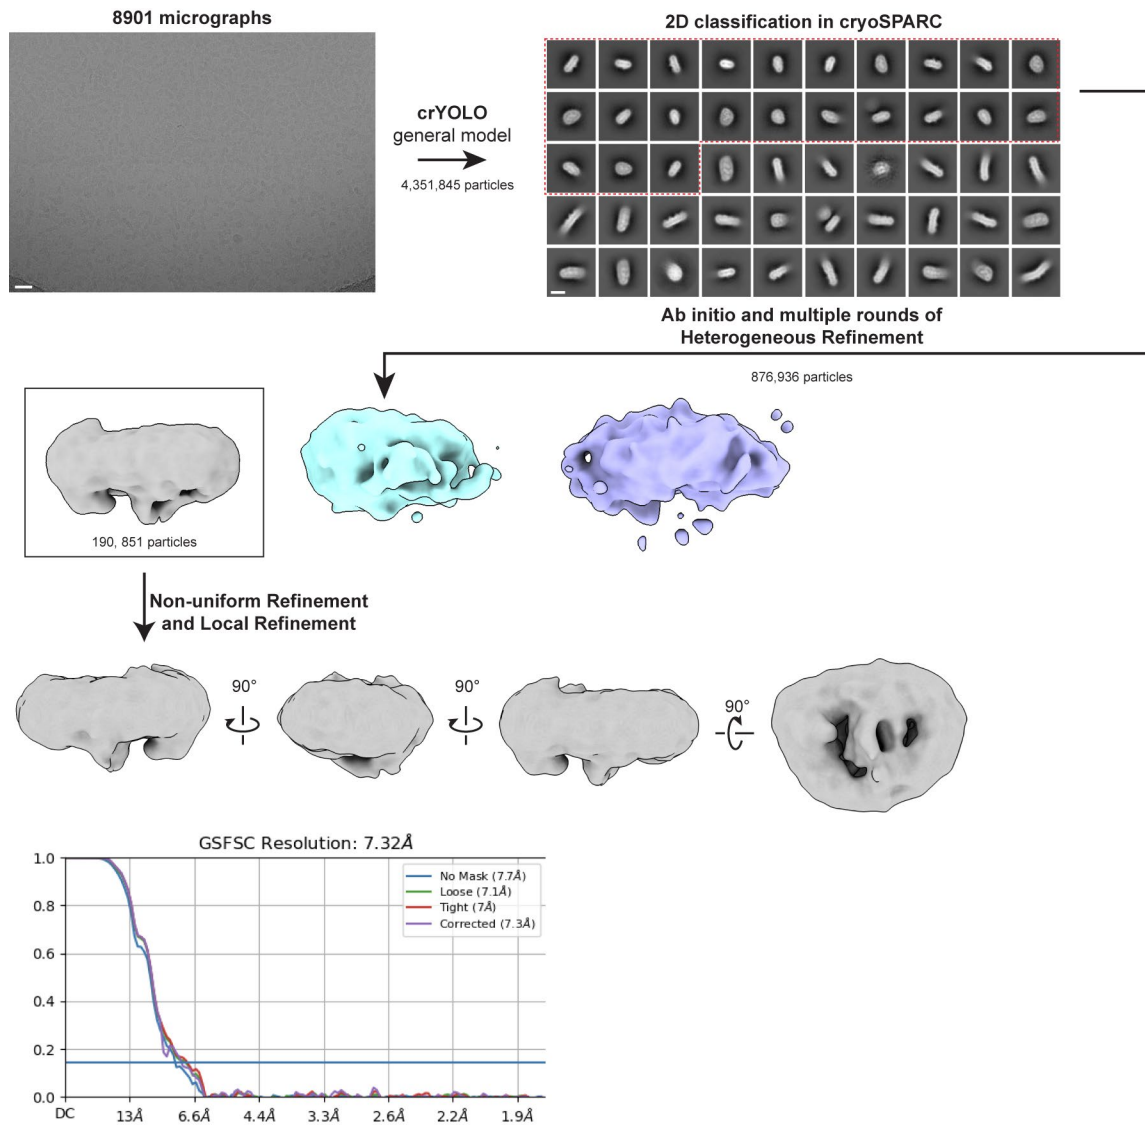 8901 micrographs
2D classification in cryoSPARC
crYOLO
general model
4,351,845 particles
Ab initio and multiple rounds of
Heterogeneous Refinement
876,936 particles
190, 851 particles
Non-uniform Refinement
and Local Refinement
90°
90°
90°
GSFSC Resolution: 7.32Å
No Mask (7.7Å)
Loose (7.1Å)
Tight (7Å)
Corrected (7.3Å)
1.0
0.8
0.6
0.4
0.2
0.0
DC
13Å
6.6Å
4.4Å
3.3Å
2.6Å
2.2Å
1.9Å